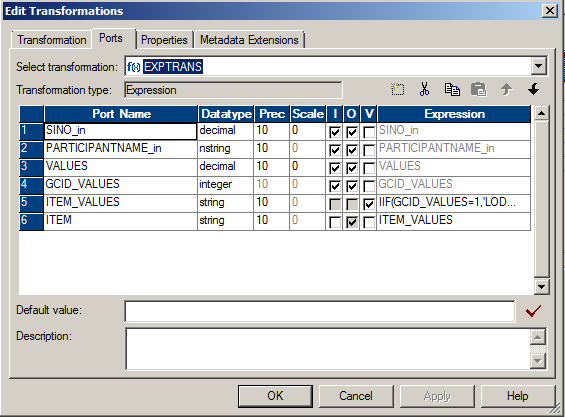 Edit Transformations
Transformation Ports Properties Metadata Extensions
Select transformation: f(x) EXPTRANS
Transformation type: Expression
Port Name Datatype Prec Scale I O V Expression
1 SINO_in decimal 10 0 SINO_in
2 PARTICIPANTNAME_in nstring 10 0 PARTICIPANTNAME_in
3 VALUES decimal 10 0 VALUES
4 GCID_VALUES integer 10 0 GCID_VALUES
5 ITEM_VALUES string 10 0 IIF(GCID_VALUES=1,'LOD...
6 ITEM string 10 0 ITEM_VALUES
Default value:
Description:
OK Cancel Apply Help